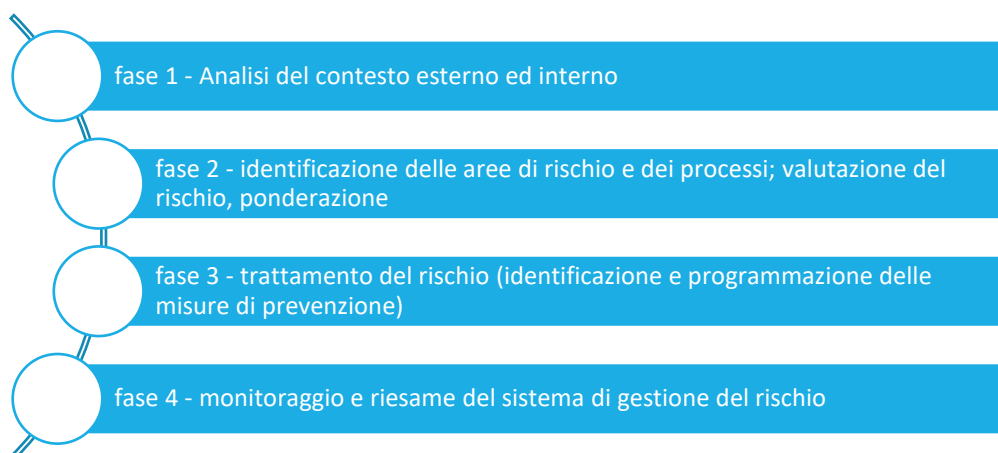 fase 1 - Analisi del contesto esterno ed interno
fase 2 - identificazione delle aree di rischio e dei processi; valutazione del
rischio, ponderazione
fase 3 - trattamento del rischio (identificazione e programmazione delle
misure di prevenzione)
fase 4 - monitoraggio e riesame del sistema di gestione del rischio